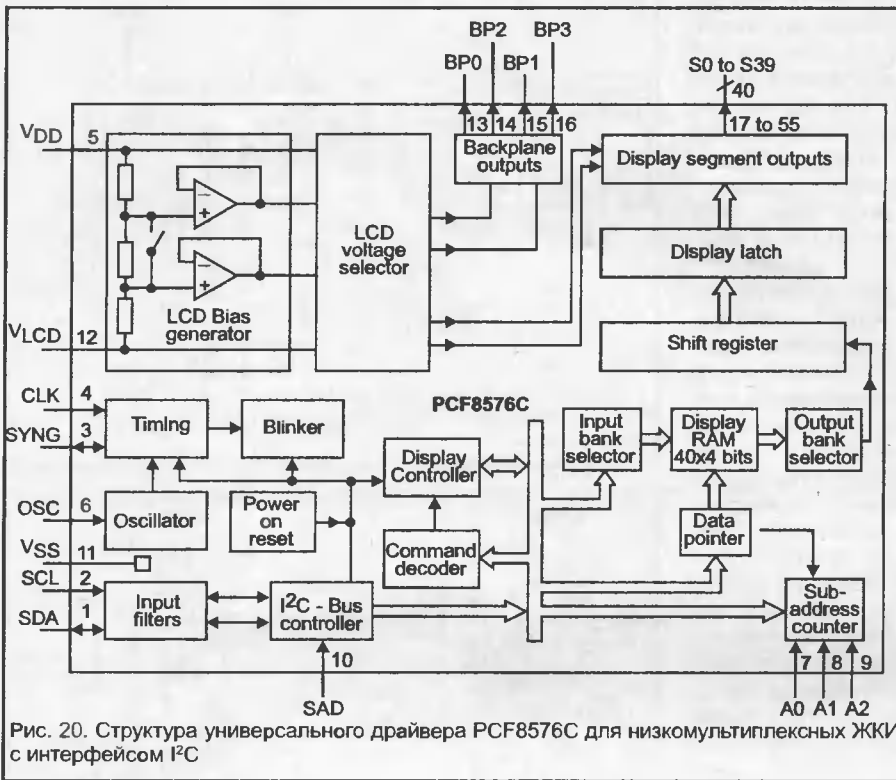 BP2 BP3
BP0 BP1
S0 to S39
40
13 14 15 16
17 to 55
VDD 5
Backplane
outputs
Display segment outputs
LCD
voltage
selector
Display latch
LCD Bias
generator
VLCD 12
Shift register
CLK 4
SYNG 3
Timing
Blinker
PCF8576C
Display
Controller
Input
bank
selector
Display
RAM
40x4 bits
Output
bank
selector
OSC 6
Oscillator
Power
on
reset
Command
decoder
Data
pointer
VSS 11
SCL 2
SDA 1
Input
filters
I²C - Bus
controller
Sub-
address
counter
10
7 8 9
SAD
A0 A1 A2
Рис. 20. Структура универсального драйвера PCF8576C для низкомультиплексных ЖКИ
с интерфейсом I²C